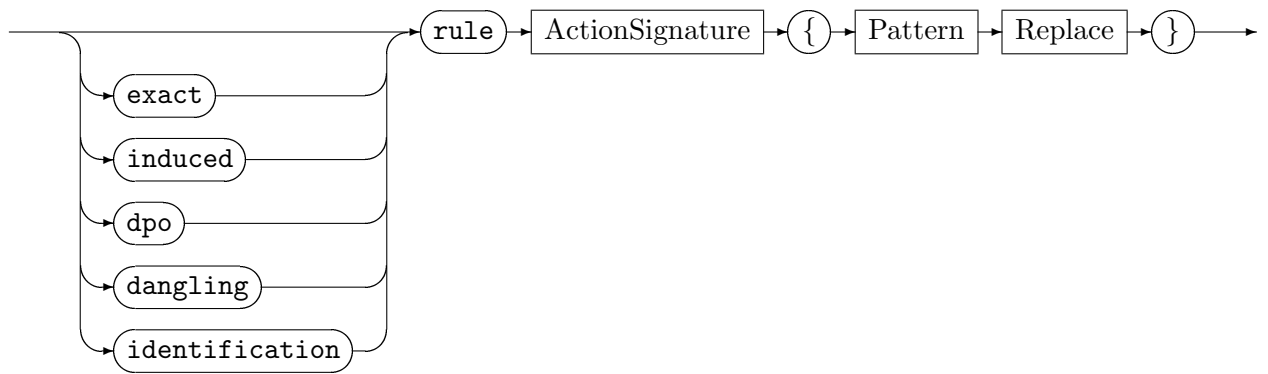 rule ActionSignature { Pattern Replace }
exact
induced
dpo
dangling
identification